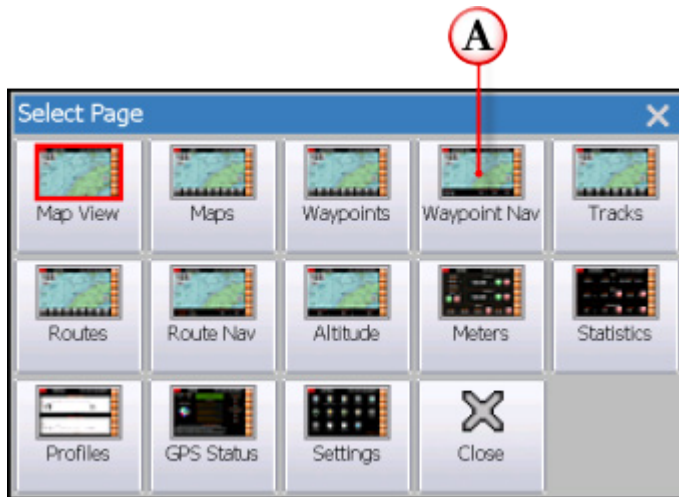 A
Select Page
Map View Maps Waypoints Waypoint Nav Tracks
Routes Route Nav Altitude Meters Statistics
Profiles GPS Status Settings Close